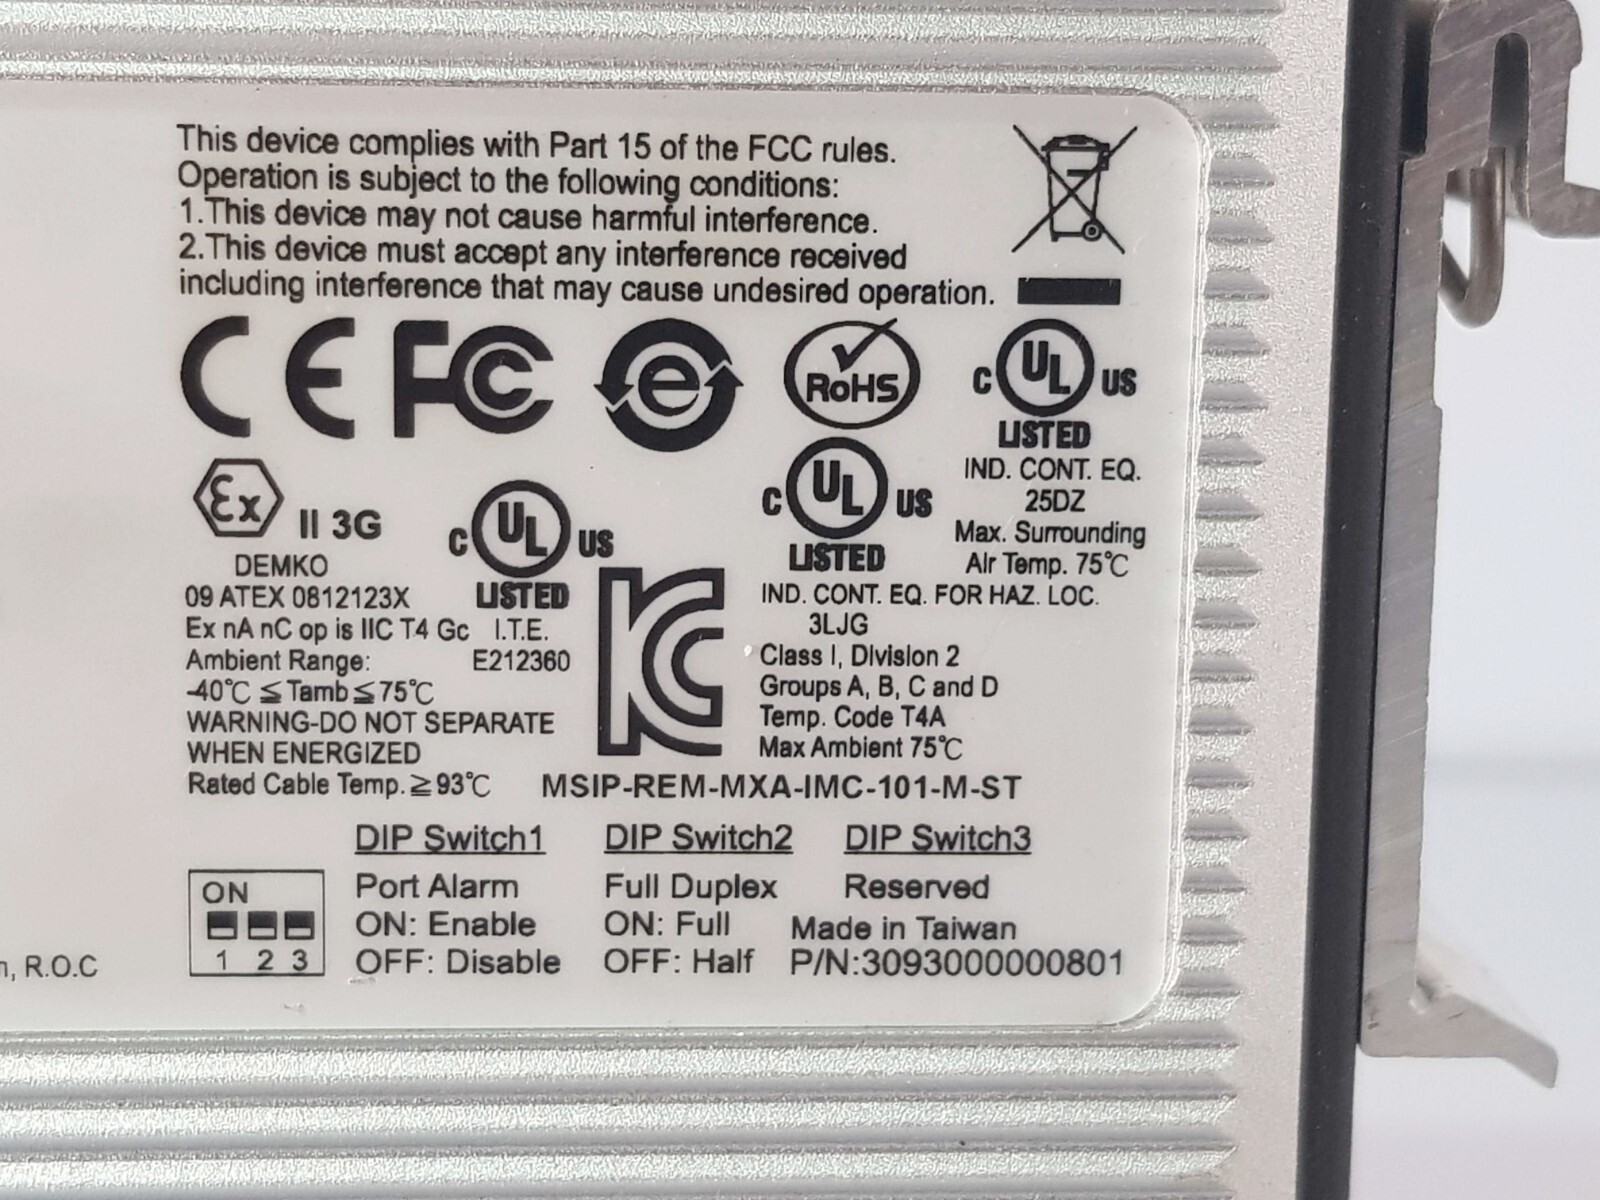 This device complies with Part 15 of the FCC rules.
Operation is subject to the following conditions:
1.This device may not cause harmful interference.
2.This device must accept any interference received
including interference that may cause undesired operation.
CE FC e RoHS
C UL US
LISTED
IND. CONT. EQ.
25DZ
Max. Surrounding
Air Temp. 75℃
Ex II 3G
DEMKO
09 ATEX 0812123X
Ex nA nC op is IIC T4 Gc
Ambient Range:
-40℃ ≦Tamb≦75℃
WARNING-DO NOT SEPARATE
WHEN ENERGIZED
Rated Cable Temp.≧93℃
C UL US
LISTED
I.T.E.
E212360
KC
C UL US
LISTED
IND. CONT. EQ. FOR HAZ. LOC.
3LJG
Class I, Division 2
Groups A, B, C and D
Temp. Code T4A
Max Ambient 75℃
MSIP-REM-MXA-IMC-101-M-ST
DIP Switch1 DIP Switch2 DIP Switch3
Port Alarm Full Duplex Reserved
ON: Enable ON: Full Made in Taiwan
OFF: Disable OFF: Half P/N:3093000000801
ON
1 2 3
R.O.C